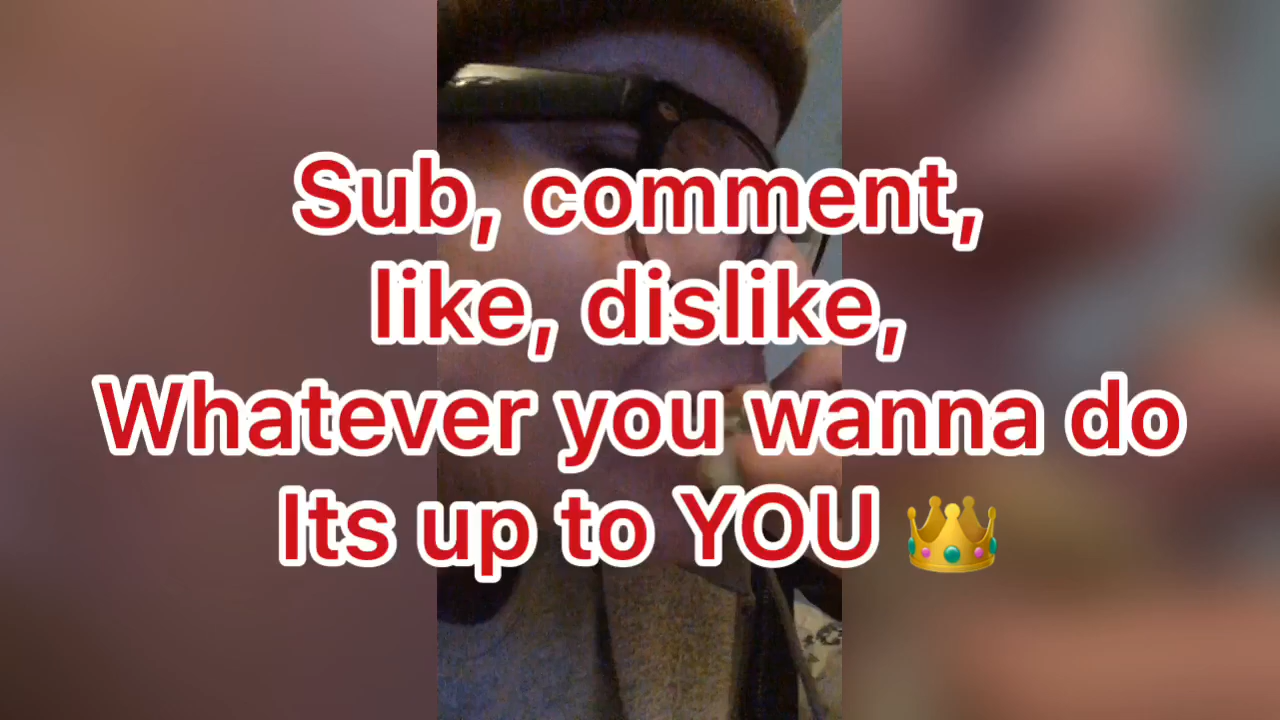 Sub, comment,
like, dislike,
Whatever you wanna do
Its up to YOU 👑